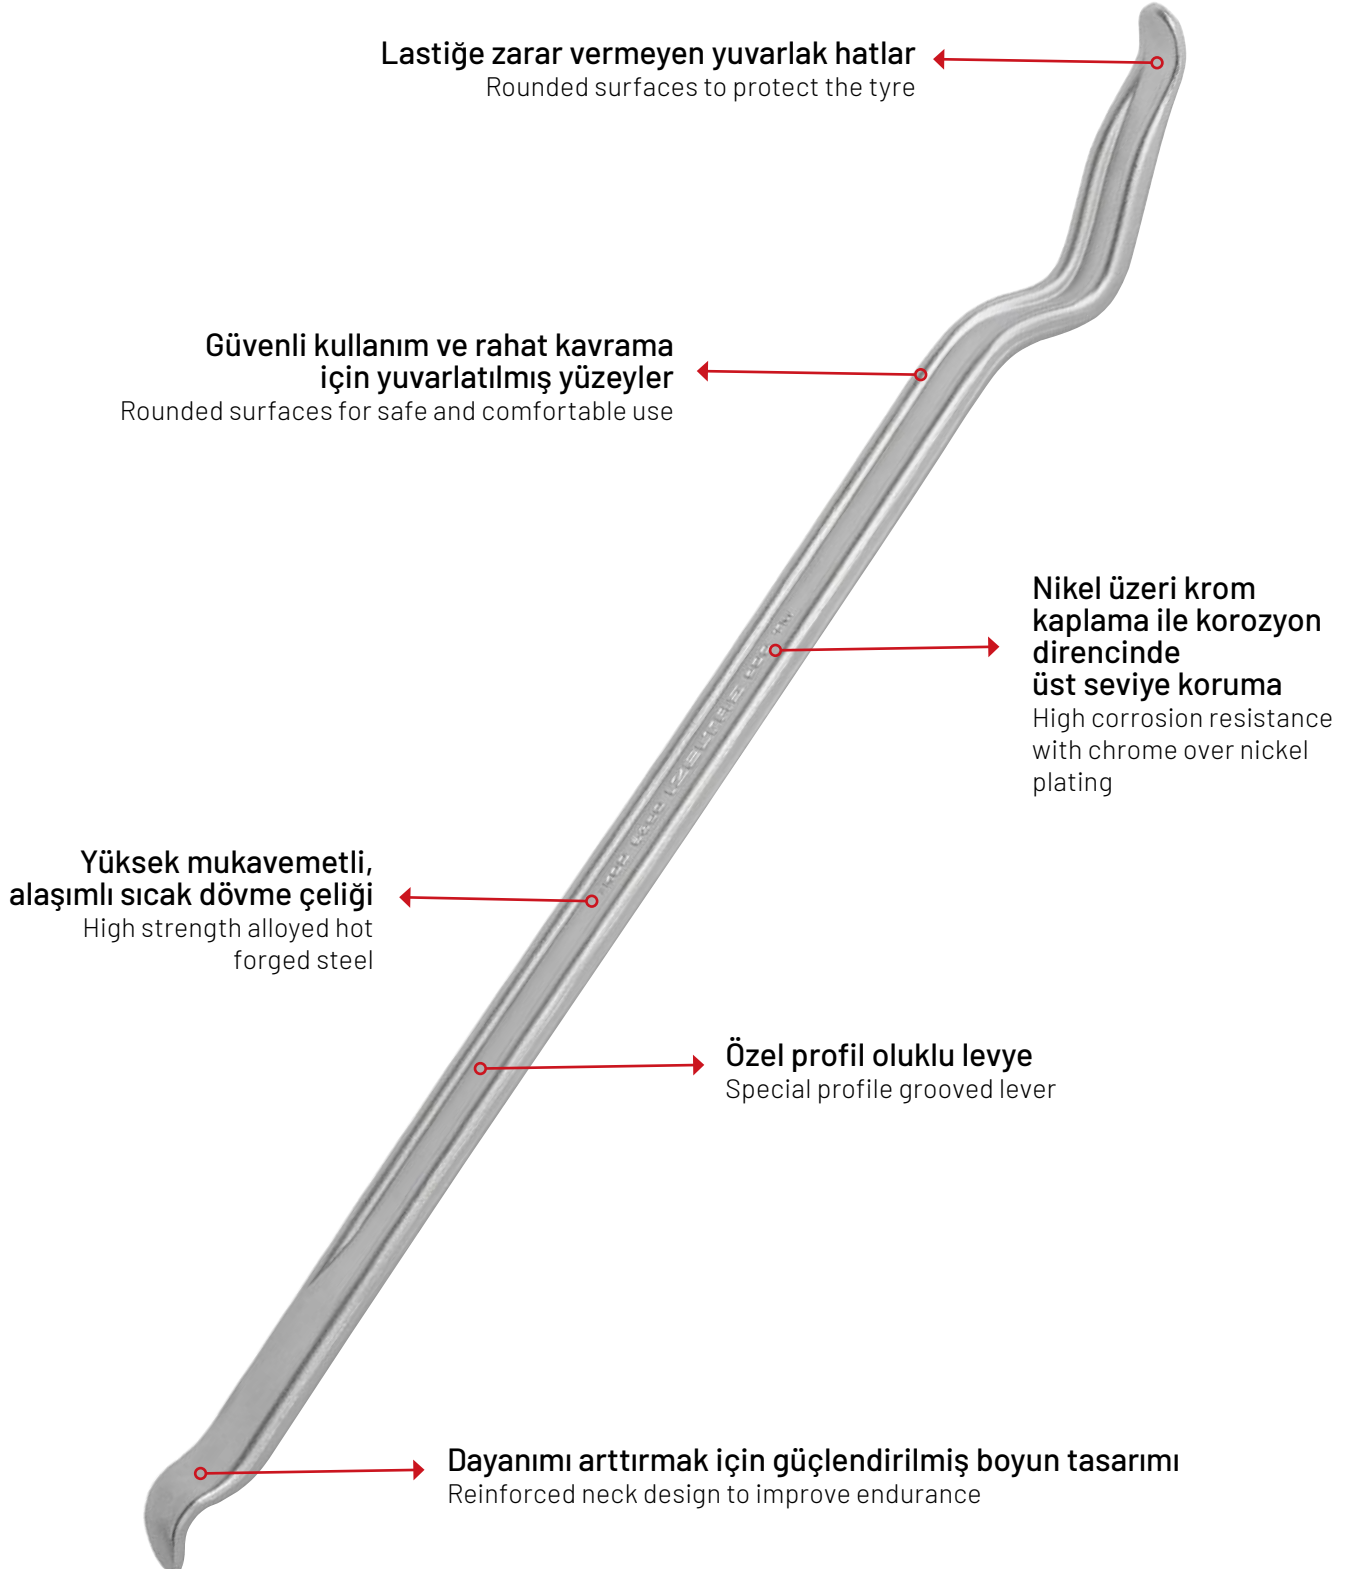 Lastiğe zarar vermeyen yuvarlak hatlar
Rounded surfaces to protect the tyre
Güvenli kullanım ve rahat kavrama
için yuvarlatılmış yüzeyler
Rounded surfaces for safe and comfortable use
Nikel üzeri krom
kaplama ile korozyon
direncinde
üst seviye koruma
High corrosion resistance
with chrome over nickel
plating
Yüksek mukavemetli,
alaşımlı sıcak dövme çeliği
High strength alloyed hot
forged steel
Özel profil oluklu levye
Special profile grooved lever
Dayanımı arttırmak için güçlendirilmiş boyun tasarımı
Reinforced neck design to improve endurance